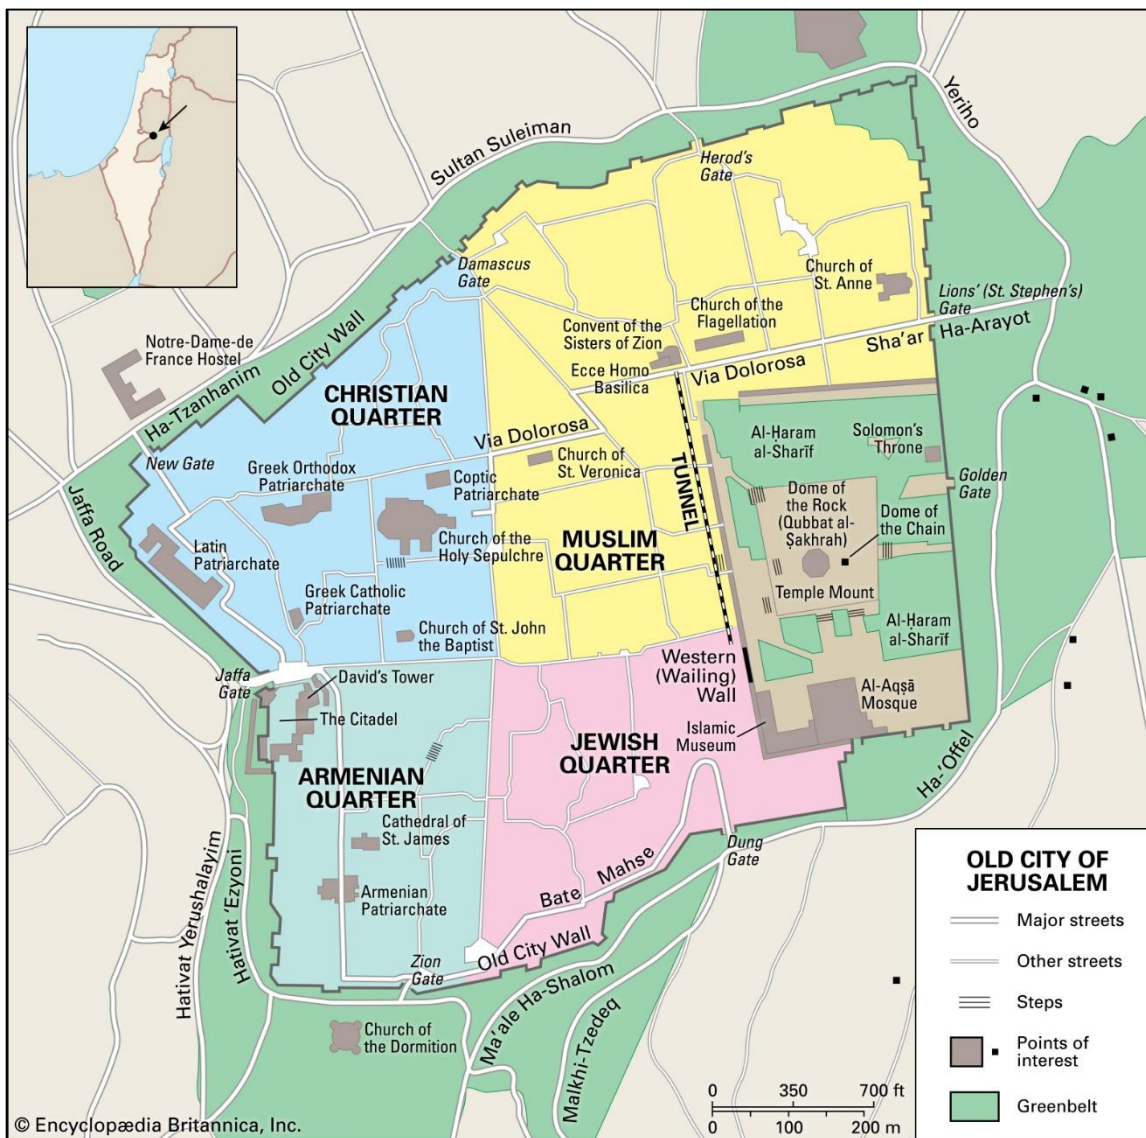 Sultan Suleiman
Yeriho
Herod's
Gate
Damascus
Gate
Church of
St. Anne
Lions' (St. Stephen's)
Gate
Church of the
Flagellation
Convent of the
Sisters of Zion
Ecce Homo
Basilica
Sha'ar
Ha-Arayot
Via Dolorosa
Notre-Dame-de
France Hostel
Ha-Tzanhanim
Old City Wall
CHRISTIAN
QUARTER
New Gate
Via Dolorosa
Greek Orthodox
Patriarchate
Coptic
Patriarchate
Church of
St. Veronica
TUNNEL
Al-Ḥaram
al-Sharīf
Solomon's
Throne
Golden
Gate
Jaffa Road
Latin
Patriarchate
Church of the
Holy Sepulchre
MUSLIM
QUARTER
Dome of
the Rock
(Qubbat al-
Ṣakhrah)
Dome of
the Chain
Temple Mount
Greek Catholic
Patriarchate
Church of St. John
the Baptist
Al-Ḥaram
al-Sharīf
Jaffa
Gate
David's Tower
The Citadel
Western
(Wailing)
Wall
Al-Aqṣā
Mosque
Islamic
Museum
JEWISH
QUARTER
ARMENIAN
QUARTER
Ha-'Offel
Cathedral of
St. James
Dung
Gate
Armenian
Patriarchate
Bate Mahse
Hativat Yerushalayim
Hativat 'Ezyoni
Zion
Gate
Old City Wall
Church of
the Dormition
Ma'ale Ha-Shalom
Malkhi-Tzedeq
OLD CITY OF
JERUSALEM
Major streets
Other streets
Steps
Points of
interest
Greenbelt
0 350 700 ft
0 100 200 m
© Encyclopædia Britannica, Inc.